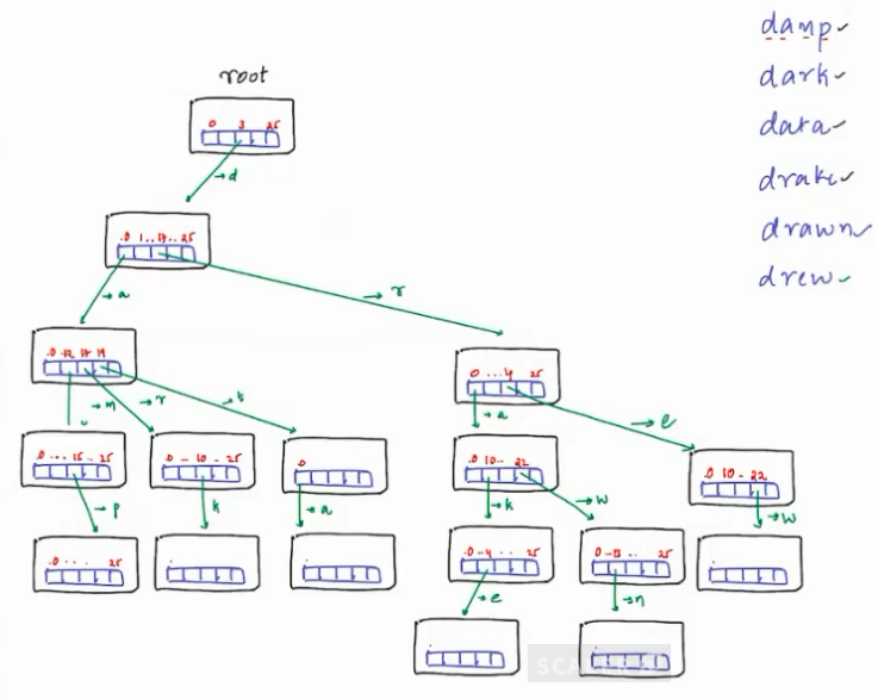 damp
root
dark
0 3 25
data
→d
drake
.0 1..17..25
drawn
drew
→a
→r
.0 12 17 19
0 ...4 25
→m
→r
→t
→a
→e
.0...15..25
.0 - 10 - 25
0
.0 10.. 22
.0 10 - 22
→p
k
→a
→k
→w
→w
.0.... 25
.0-4.. 25
0-13.. 25
→e
→n
SCALER